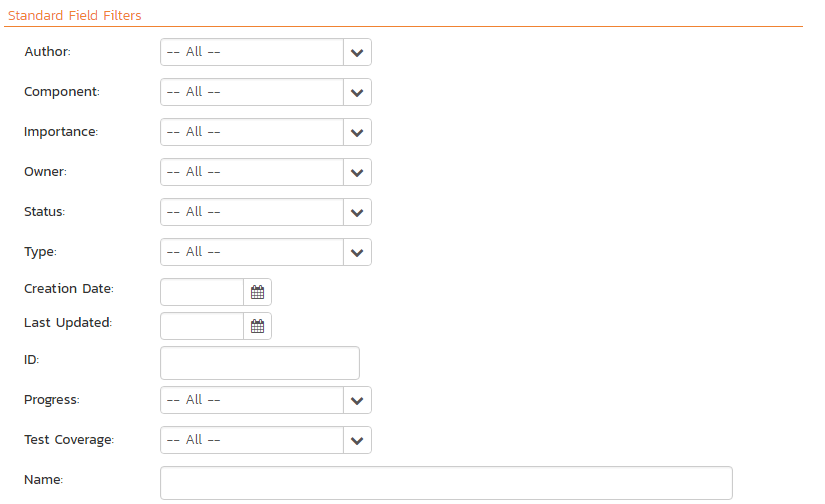 Standard Field Filters
Author: -- All --
Component: -- All --
Importance: -- All --
Owner: -- All --
Status: -- All --
Type: -- All --
Creation Date:
Last Updated:
ID:
Progress: -- All --
Test Coverage: -- All --
Name: